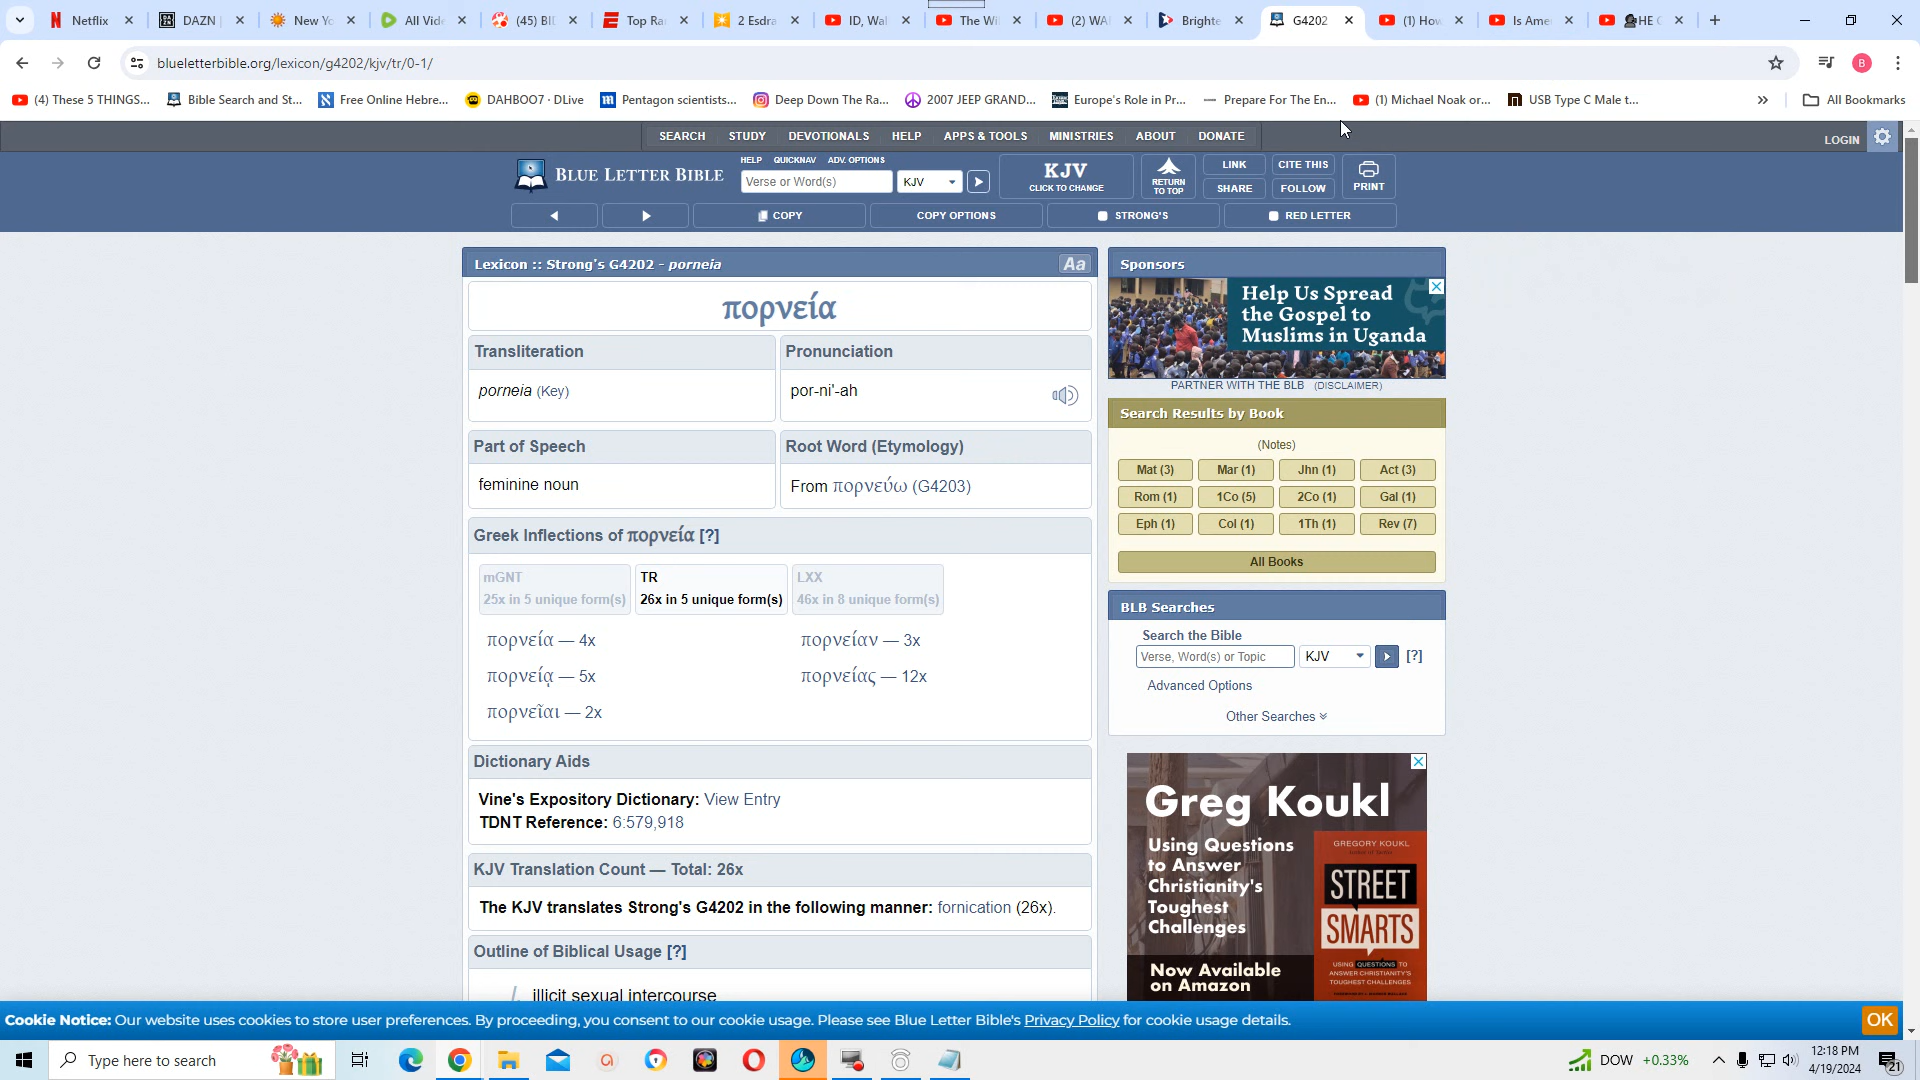 Netflix
DAZN
New Yo
All Vide
(45) BI
Top Ra
2 Esdra
ID, Wal
The Wi
(2) WA
Brighte
G4202
(1) How
Is Ame
HE
blueletterbible.org/lexicon/g4202/kjv/tr/0-1/
B
(4) These 5 THINGS...
Bible Search and St...
Free Online Hebre...
DAHBOO7 · DLive
Pentagon scientists...
Deep Down The Ra...
2007 JEEP GRAND...
Europe's Role in Pr...
Prepare For The En...
(1) Michael Noak or...
USB Type C Male t...
»
All Bookmarks
SEARCH STUDY DEVOTIONALS HELP APPS & TOOLS MINISTRIES ABOUT DONATE
LOGIN
BLUE LETTER BIBLE
HELP QUICKNAV ADV. OPTIONS
Verse or Word(s)
KJV
KJV
CLICK TO CHANGE
RETURN
TO TOP
LINK
CITE THIS
SHARE
FOLLOW
PRINT
COPY
COPY OPTIONS
STRONG'S
RED LETTER
Lexicon :: Strong's G4202 - porneia
Aa
πορνεία
Transliteration
Pronunciation
porneia (Key)
por-ni'-ah
Part of Speech
Root Word (Etymology)
feminine noun
From πορνεύω (G4203)
Greek Inflections of πορνεία [?]
mGNT
25x in 5 unique form(s)
TR
26x in 5 unique form(s)
LXX
46x in 8 unique form(s)
πορνεία — 4x
πορνείαν — 3x
πορνείᾳ — 5x
πορνείας — 12x
πορνεῖαι — 2x
Dictionary Aids
Vine's Expository Dictionary: View Entry
TDNT Reference: 6:579,918
KJV Translation Count — Total: 26x
The KJV translates Strong's G4202 in the following manner: fornication (26x).
Outline of Biblical Usage [?]
I. illicit sexual intercourse
Sponsors
Help Us Spread
the Gospel to
Muslims in Uganda
PARTNER WITH THE BLB (DISCLAIMER)
Search Results by Book
(Notes)
Mat (3) Mar (1) Jhn (1) Act (3)
Rom (1) 1Co (5) 2Co (1) Gal (1)
Eph (1) Col (1) 1Th (1) Rev (7)
All Books
BLB Searches
Search the Bible
Verse, Word(s) or Topic
KJV
[?]
Advanced Options
Other Searches
Greg Koukl
Using Questions
to Answer
Christianity's
Toughest
Challenges
Now Available
on Amazon
GREGORY KOUKL
STREET
SMARTS
USING QUESTIONS TO
ANSWER CHRISTIANITY'S
TOUGHEST CHALLENGES
Cookie Notice: Our website uses cookies to store user preferences. By proceeding, you consent to our cookie usage. Please see Blue Letter Bible's Privacy Policy for cookie usage details.
OK
Type here to search
DOW +0.33%
12:18 PM
4/19/2024
21